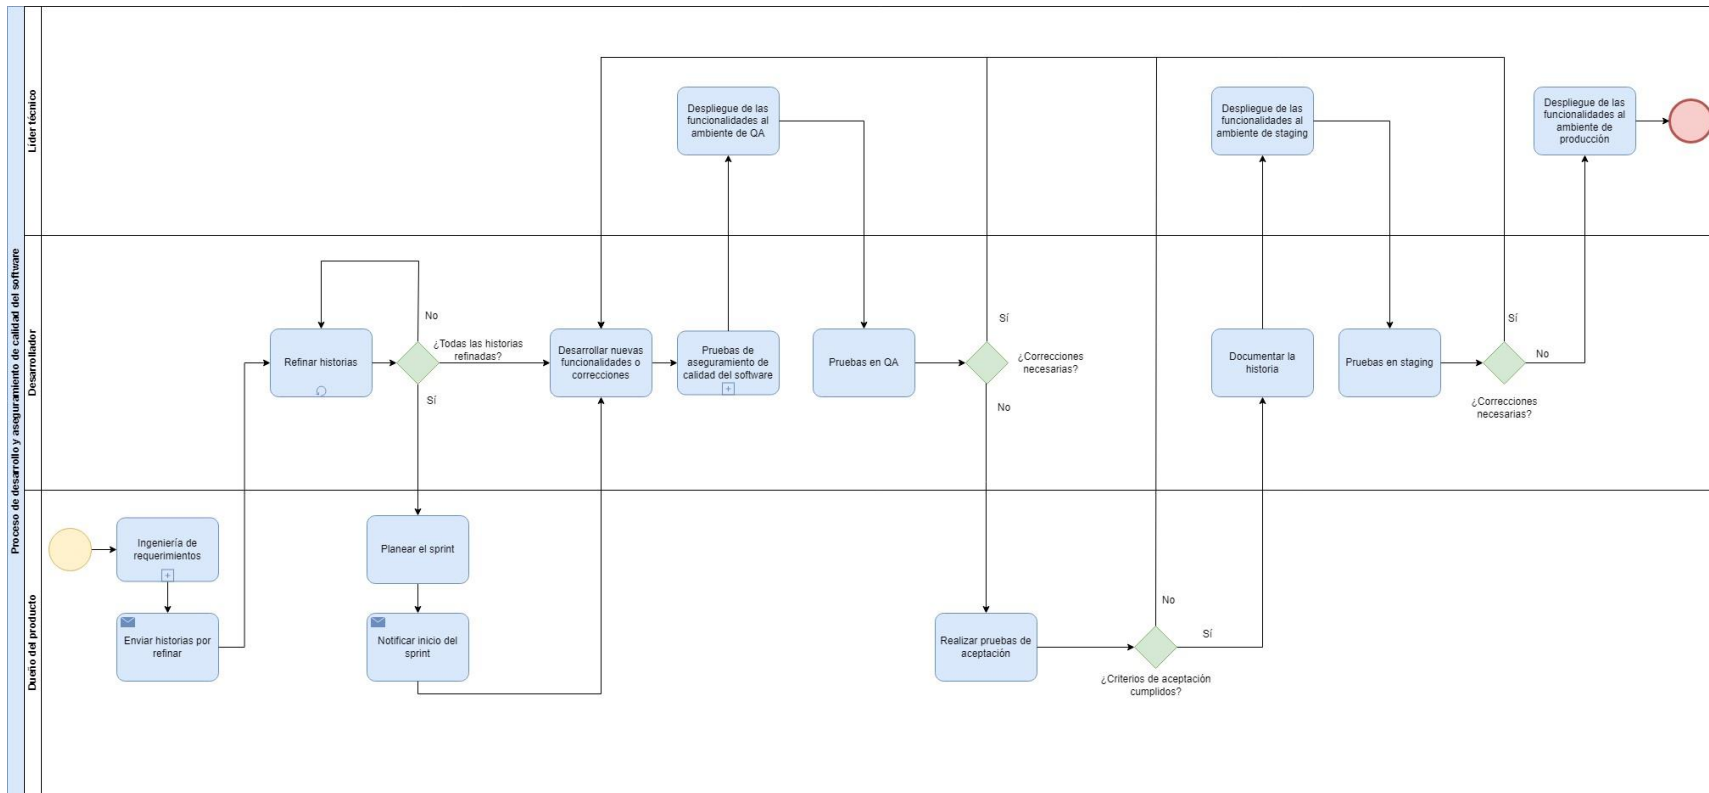 Proceso de desarrollo y aseguramiento de calidad del software
Líder técnico
Despliegue de las
funcionalidades al
ambiente de QA
Despliegue de las
funcionalidades al
ambiente de staging
Despliegue de las
funcionalidades al
ambiente de
producción
Desarrollador
Refinar historias
No
¿Todas las historias
refinadas?
Sí
Desarrollar nuevas
funcionalidades o
correcciones
Pruebas de
aseguramiento de
calidad del software
Pruebas en QA
Sí
¿Correcciones
necesarias?
No
Documentar la
historia
Pruebas en staging
Sí
No
¿Correcciones
necesarias?
Dueño del producto
Ingeniería de
requerimientos
Enviar historias por
refinar
Planear el sprint
Notificar inicio del
sprint
Realizar pruebas de
aceptación
No
Sí
¿Criterios de aceptación
cumplidos?